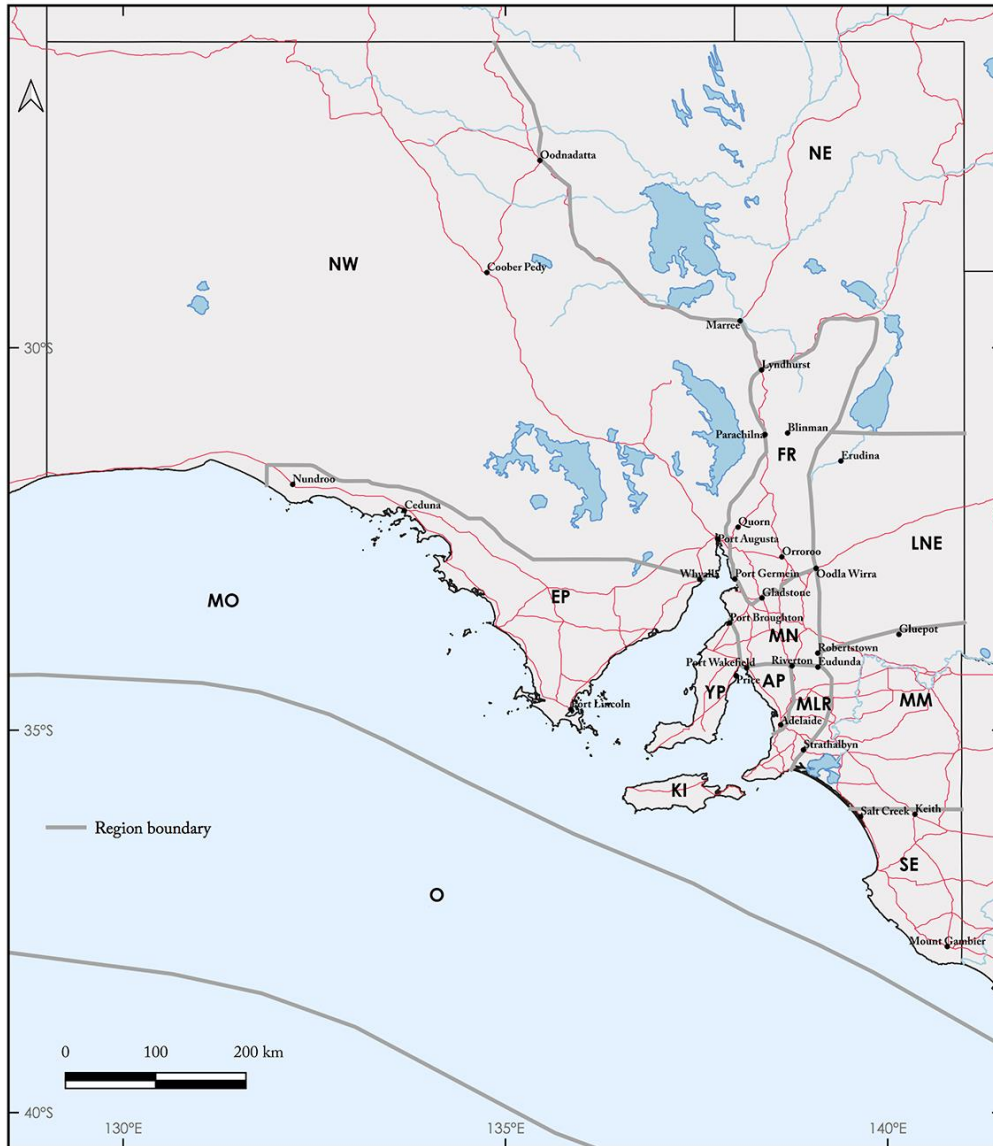 Oodnadatta
NE
NW
Coober Pedy
Marree
30°S
Lyndhurst
Parachilna
Blinman
FR
Erudina
Nundroo
Ceduna
Quorn
Port Augusta
LNE
Orroroo
Whyalla
Port Germein
Oodla Wirra
MO
EP
Gladstone
Port Broughton
MN
Gluepot
Robertstown
Port Wakefield
Riverton
Eudunda
Price
AP
YP
MLR
MM
Port Lincoln
Adelaide
35°S
Strathalbyn
KI
Salt Creek
Keith
Region boundary
SE
O
Mount Gambier
0 100 200 km
40°S
130°E 135°E 140°E